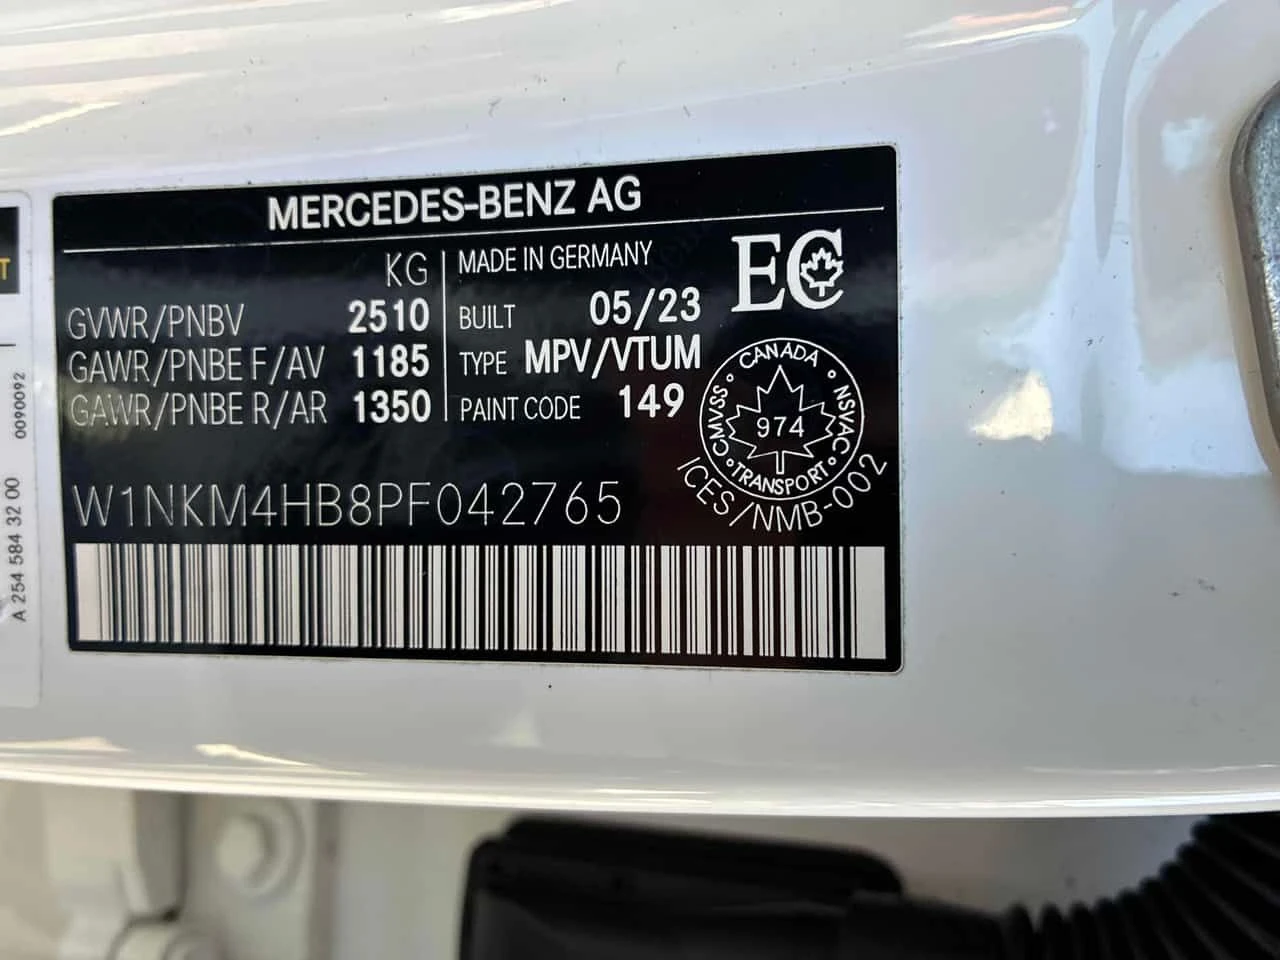 MERCEDES-BENZ AG
KG
GVWR/PNBV 2510
GAWR/PNBE F/AV 1185
GAWR/PNBE R/AR 1350
MADE IN GERMANY
BUILT 05/23
TYPE MPV/VTUM
PAINT CODE 149
EC
CANADA
CMVSS
NSVAC
974
TRANSPORT
ICES/NMB-002
W1NKM4HB8PF042765
A 254 584 32 00 0090092
T